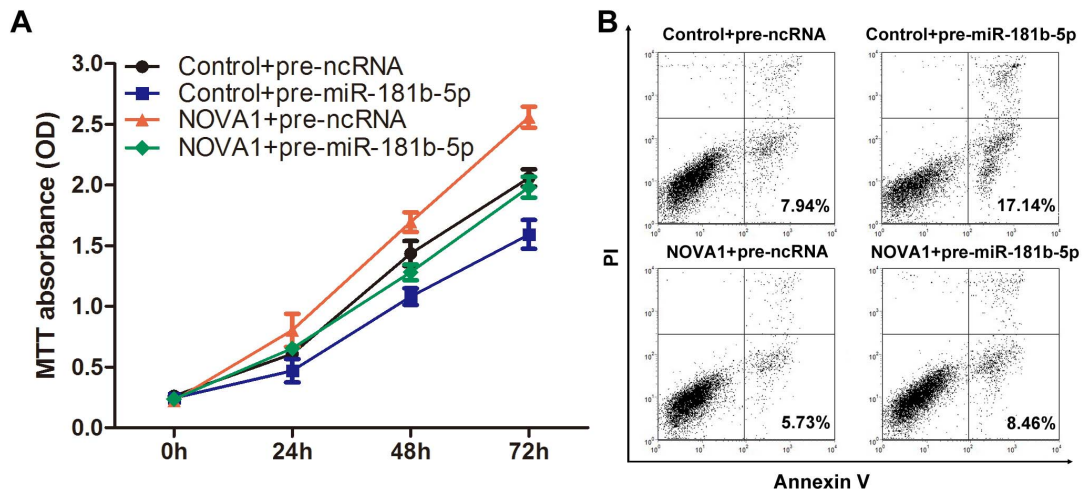 A
MTT absorbance (OD)
3.0
2.5
2.0
1.5
1.0
0.5
0.0
0h 24h 48h 72h
Control+pre-ncRNA
Control+pre-miR-181b-5p
NOVA1+pre-ncRNA
NOVA1+pre-miR-181b-5p
B
PI
Control+pre-ncRNA
7.94%
Control+pre-miR-181b-5p
17.14%
NOVA1+pre-ncRNA
5.73%
NOVA1+pre-miR-181b-5p
8.46%
Annexin V